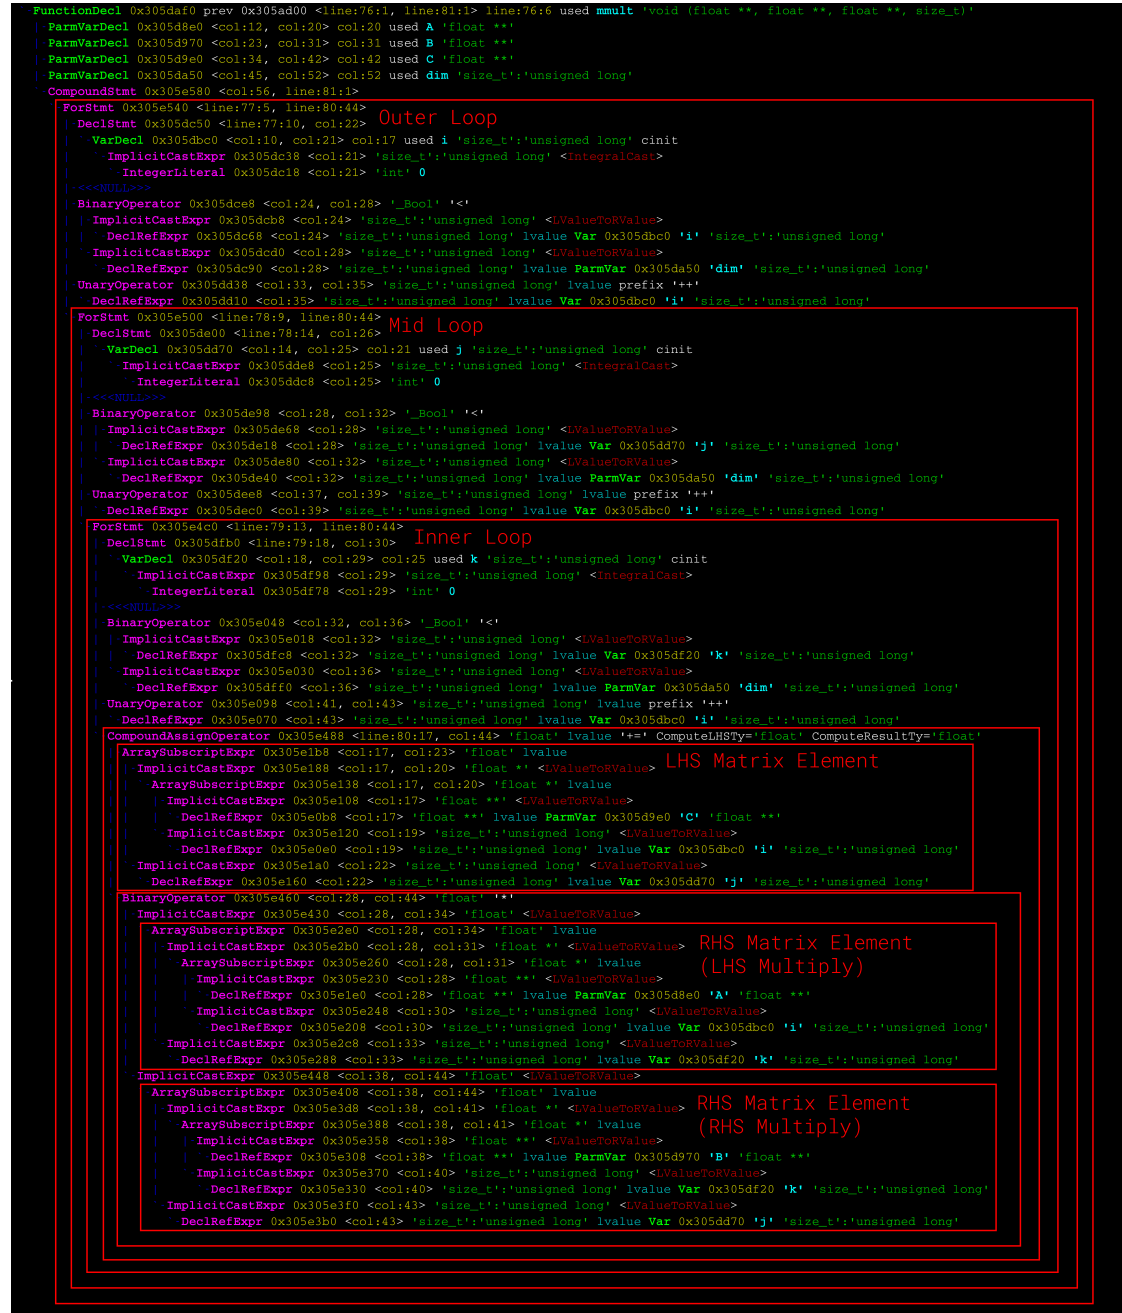 FunctionDecl 0x305daf0 prev 0x305ad00 <line:76:1, line:81:1> line:76:6 used mmult 'void (float **, float **, float **, size_t)'
ParmVarDecl 0x305d8e0 <col:12, col:20> col:20 used A 'float **'
ParmVarDecl 0x305d970 <col:23, col:31> col:31 used B 'float **'
ParmVarDecl 0x305d9e0 <col:34, col:42> col:42 used C 'float **'
ParmVarDecl 0x305da50 <col:45, col:52> col:52 used dim 'size_t':'unsigned long'
CompoundStmt 0x305e580 <col:56, line:81:1>
ForStmt 0x305e540 <line:77:5, line:80:44>
Outer Loop
DeclStmt 0x305dc50 <line:77:10, col:22>
VarDecl 0x305dbc0 <col:10, col:21> col:17 used i 'size_t':'unsigned long' cinit
ImplicitCastExpr 0x305dc38 <col:21> 'size_t':'unsigned long' <IntegralCast>
IntegerLiteral 0x305dc18 <col:21> 'int' 0
<<<NULL>>>
BinaryOperator 0x305dce8 <col:24, col:28> '_Bool' '<'
ImplicitCastExpr 0x305dcb8 <col:24> 'size_t':'unsigned long' <LValueToRValue>
DeclRefExpr 0x305dc68 <col:24> 'size_t':'unsigned long' lvalue Var 0x305dbc0 'i' 'size_t':'unsigned long'
ImplicitCastExpr 0x305dcd0 <col:28> 'size_t':'unsigned long' <LValueToRValue>
DeclRefExpr 0x305dc90 <col:28> 'size_t':'unsigned long' lvalue ParmVar 0x305da50 'dim' 'size_t':'unsigned long'
UnaryOperator 0x305dd38 <col:33, col:35> 'size_t':'unsigned long' lvalue prefix '++'
DeclRefExpr 0x305dd10 <col:35> 'size_t':'unsigned long' lvalue Var 0x305dbc0 'i' 'size_t':'unsigned long'
ForStmt 0x305e500 <line:78:9, line:80:44>
Mid Loop
DeclStmt 0x305de00 <line:78:14, col:26>
VarDecl 0x305dd70 <col:14, col:25> col:21 used j 'size_t':'unsigned long' cinit
ImplicitCastExpr 0x305dde8 <col:25> 'size_t':'unsigned long' <IntegralCast>
IntegerLiteral 0x305ddc8 <col:25> 'int' 0
<<<NULL>>>
BinaryOperator 0x305de98 <col:28, col:32> '_Bool' '<'
ImplicitCastExpr 0x305de68 <col:28> 'size_t':'unsigned long' <LValueToRValue>
DeclRefExpr 0x305de18 <col:28> 'size_t':'unsigned long' lvalue Var 0x305dd70 'j' 'size_t':'unsigned long'
ImplicitCastExpr 0x305de80 <col:32> 'size_t':'unsigned long' <LValueToRValue>
DeclRefExpr 0x305de40 <col:32> 'size_t':'unsigned long' lvalue ParmVar 0x305da50 'dim' 'size_t':'unsigned long'
UnaryOperator 0x305dee8 <col:37, col:39> 'size_t':'unsigned long' lvalue prefix '++'
DeclRefExpr 0x305dec0 <col:39> 'size_t':'unsigned long' lvalue Var 0x305dbc0 'i' 'size_t':'unsigned long'
ForStmt 0x305e4c0 <line:79:13, line:80:44>
Inner Loop
DeclStmt 0x305dfb0 <line:79:18, col:30>
VarDecl 0x305df20 <col:18, col:29> col:25 used k 'size_t':'unsigned long' cinit
ImplicitCastExpr 0x305df98 <col:29> 'size_t':'unsigned long' <IntegralCast>
IntegerLiteral 0x305df78 <col:29> 'int' 0
<<<NULL>>>
BinaryOperator 0x305e048 <col:32, col:36> '_Bool' '<'
ImplicitCastExpr 0x305e018 <col:32> 'size_t':'unsigned long' <LValueToRValue>
DeclRefExpr 0x305dfc8 <col:32> 'size_t':'unsigned long' lvalue Var 0x305df20 'k' 'size_t':'unsigned long'
ImplicitCastExpr 0x305e030 <col:36> 'size_t':'unsigned long' <LValueToRValue>
DeclRefExpr 0x305dff0 <col:36> 'size_t':'unsigned long' lvalue ParmVar 0x305da50 'dim' 'size_t':'unsigned long'
UnaryOperator 0x305e098 <col:41, col:43> 'size_t':'unsigned long' lvalue prefix '++'
DeclRefExpr 0x305e070 <col:43> 'size_t':'unsigned long' lvalue Var 0x305dbc0 'i' 'size_t':'unsigned long'
CompoundAssignOperator 0x305e488 <line:80:17, col:44> 'float' lvalue '+=' ComputeLHSTy='float' ComputeResultTy='float'
ArraySubscriptExpr 0x305e1b8 <col:17, col:23> 'float' lvalue
LHS Matrix Element
ImplicitCastExpr 0x305e188 <col:17, col:20> 'float *' <LValueToRValue>
ArraySubscriptExpr 0x305e138 <col:17, col:20> 'float *' lvalue
ImplicitCastExpr 0x305e108 <col:17> 'float **' <LValueToRValue>
DeclRefExpr 0x305e0b8 <col:17> 'float **' lvalue ParmVar 0x305d9e0 'C' 'float **'
ImplicitCastExpr 0x305e120 <col:19> 'size_t':'unsigned long' <LValueToRValue>
DeclRefExpr 0x305e0e0 <col:19> 'size_t':'unsigned long' lvalue Var 0x305dbc0 'i' 'size_t':'unsigned long'
ImplicitCastExpr 0x305e1a0 <col:22> 'size_t':'unsigned long' <LValueToRValue>
DeclRefExpr 0x305e160 <col:22> 'size_t':'unsigned long' lvalue Var 0x305dd70 'j' 'size_t':'unsigned long'
BinaryOperator 0x305e460 <col:28, col:44> 'float' '*'
ImplicitCastExpr 0x305e430 <col:28, col:34> 'float' <LValueToRValue>
ArraySubscriptExpr 0x305e2e0 <col:28, col:34> 'float' lvalue
RHS Matrix Element
(LHS Multiply)
ImplicitCastExpr 0x305e2b0 <col:28, col:31> 'float *' <LValueToRValue>
ArraySubscriptExpr 0x305e260 <col:28, col:31> 'float *' lvalue
ImplicitCastExpr 0x305e230 <col:28> 'float **' <LValueToRValue>
DeclRefExpr 0x305e1e0 <col:28> 'float **' lvalue ParmVar 0x305d8e0 'A' 'float **'
ImplicitCastExpr 0x305e248 <col:30> 'size_t':'unsigned long' <LValueToRValue>
DeclRefExpr 0x305e208 <col:30> 'size_t':'unsigned long' lvalue Var 0x305dbc0 'i' 'size_t':'unsigned long'
ImplicitCastExpr 0x305e2c8 <col:33> 'size_t':'unsigned long' <LValueToRValue>
DeclRefExpr 0x305e288 <col:33> 'size_t':'unsigned long' lvalue Var 0x305df20 'k' 'size_t':'unsigned long'
ImplicitCastExpr 0x305e448 <col:38, col:44> 'float' <LValueToRValue>
ArraySubscriptExpr 0x305e408 <col:38, col:44> 'float' lvalue
RHS Matrix Element
(RHS Multiply)
ImplicitCastExpr 0x305e3d8 <col:38, col:41> 'float *' <LValueToRValue>
ArraySubscriptExpr 0x305e388 <col:38, col:41> 'float *' lvalue
ImplicitCastExpr 0x305e358 <col:38> 'float **' <LValueToRValue>
DeclRefExpr 0x305e308 <col:38> 'float **' lvalue ParmVar 0x305d970 'B' 'float **'
ImplicitCastExpr 0x305e370 <col:40> 'size_t':'unsigned long' <LValueToRValue>
DeclRefExpr 0x305e330 <col:40> 'size_t':'unsigned long' lvalue Var 0x305df20 'k' 'size_t':'unsigned long'
ImplicitCastExpr 0x305e3f0 <col:43> 'size_t':'unsigned long' <LValueToRValue>
DeclRefExpr 0x305e3b0 <col:43> 'size_t':'unsigned long' lvalue Var 0x305dd70 'j' 'size_t':'unsigned long'